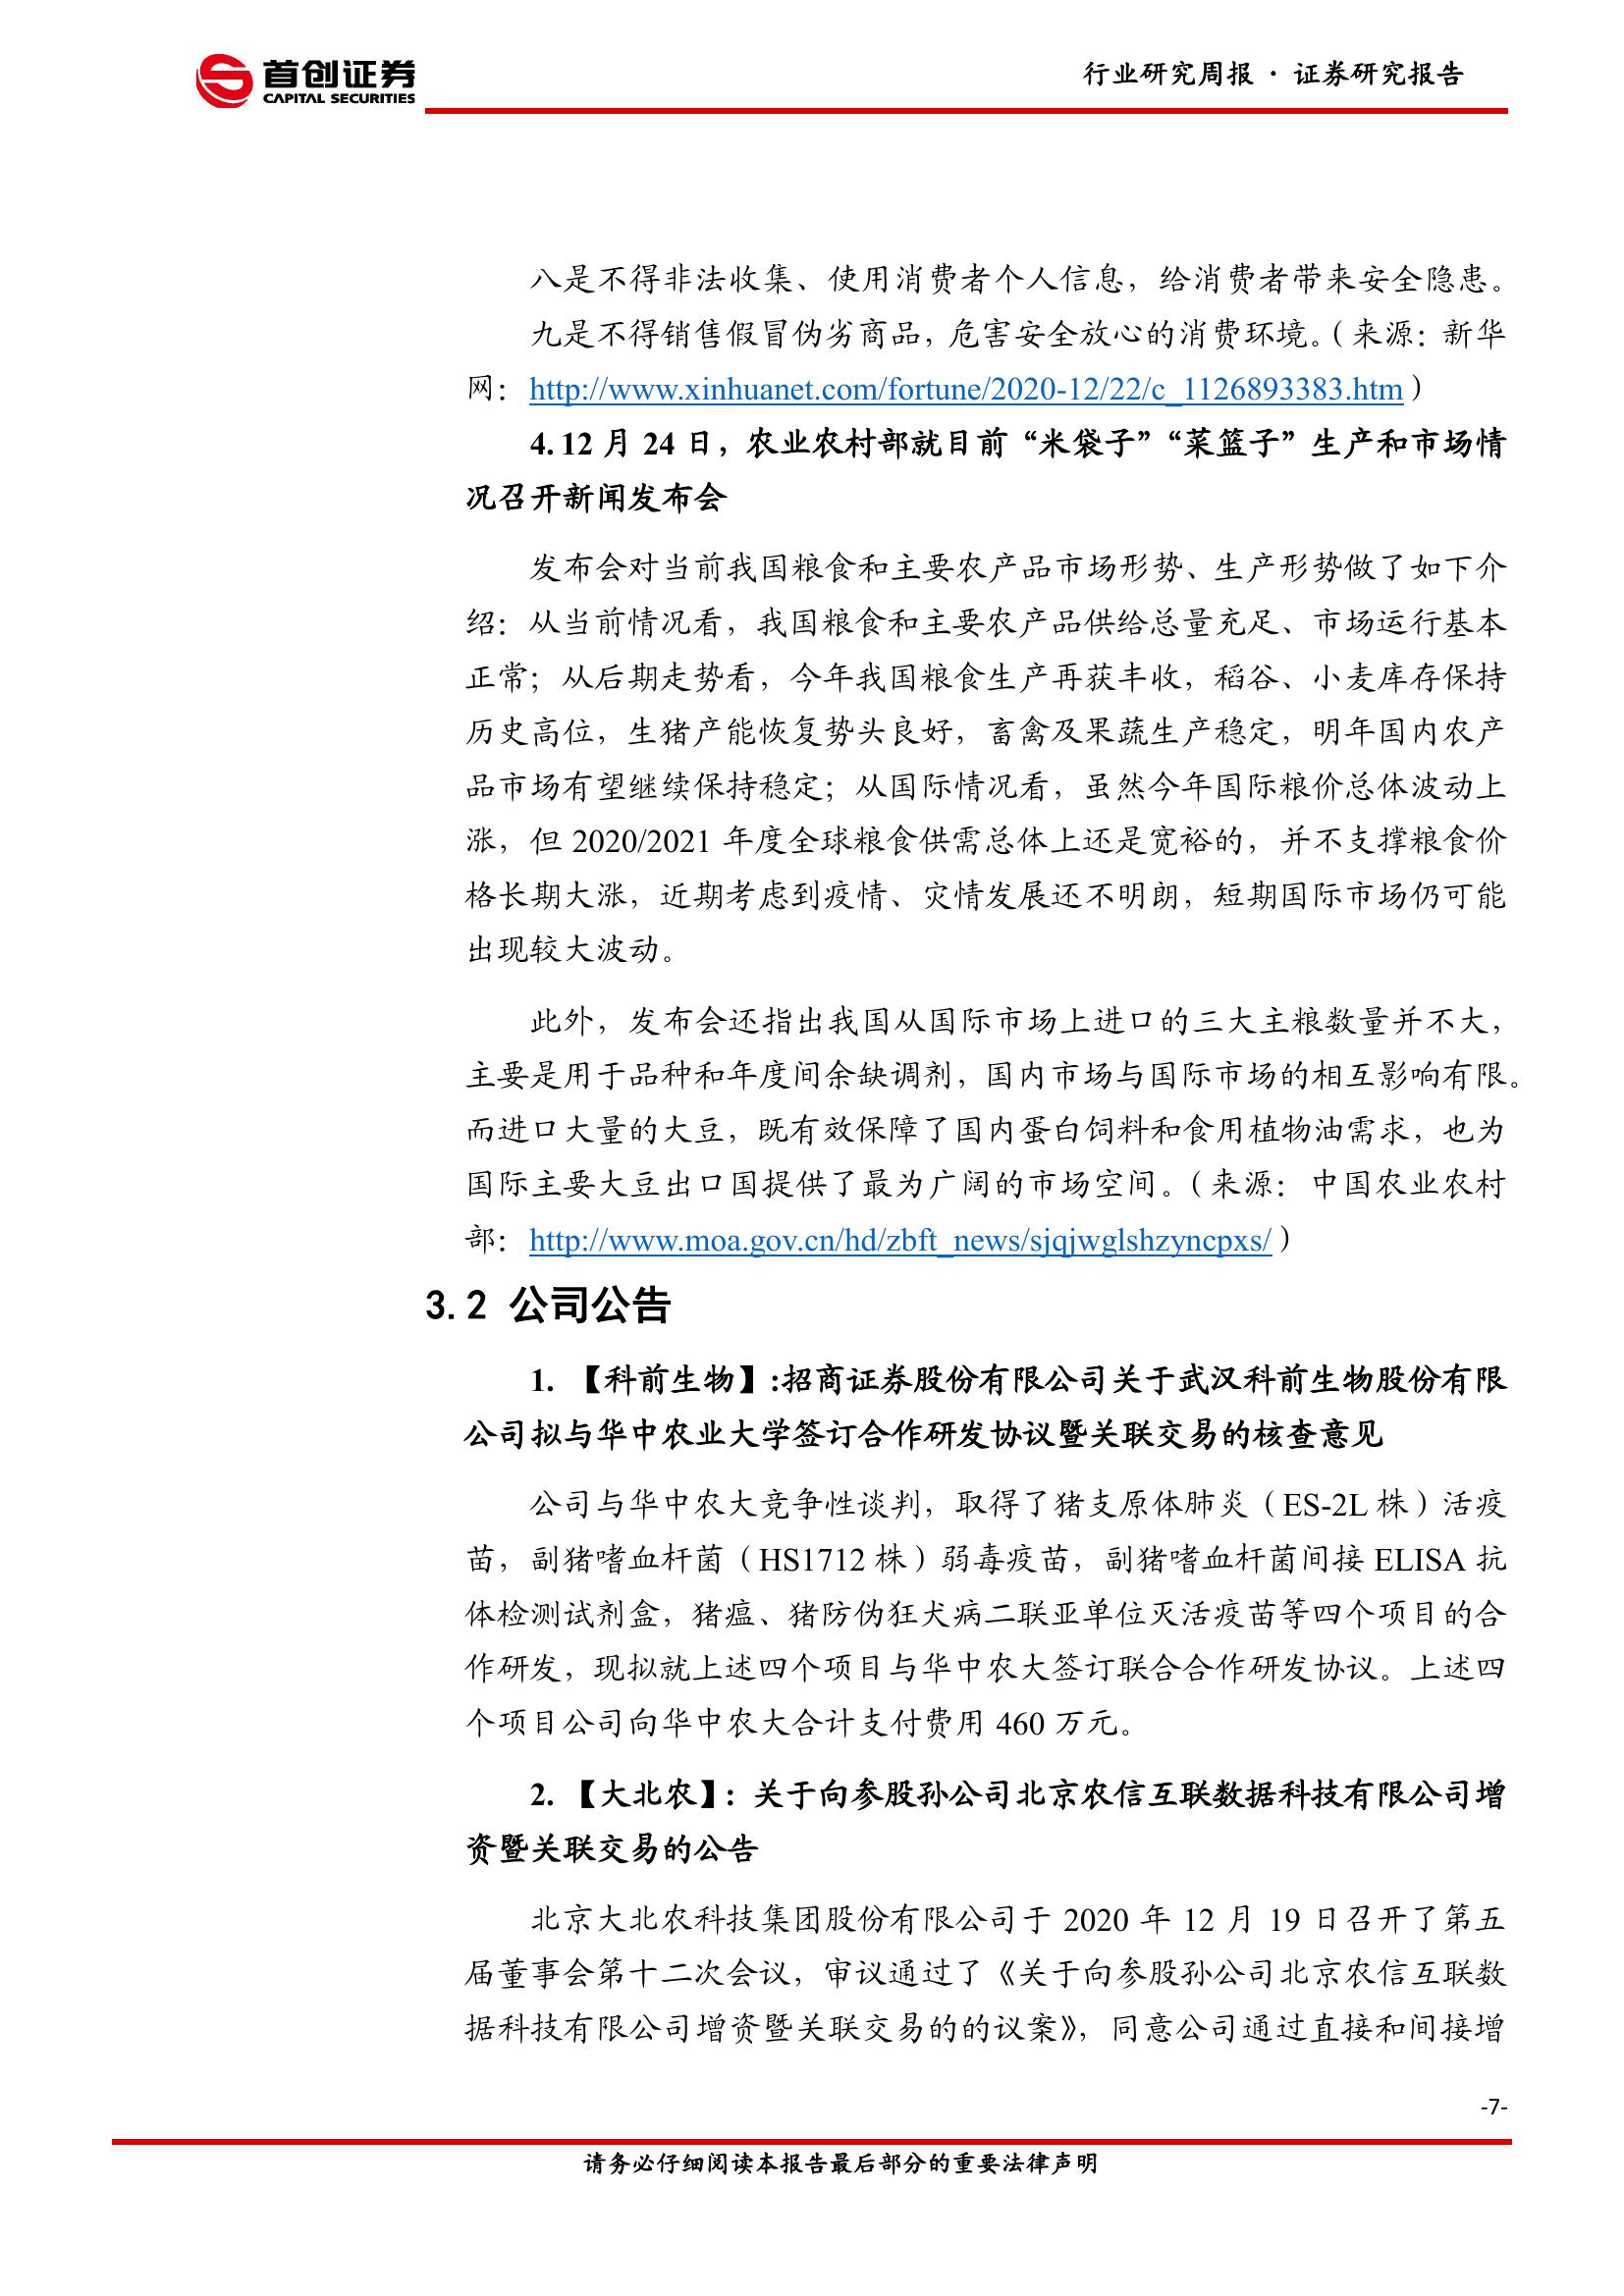 首创证券
CAPITAL SECURITIES
行业研究周报 · 证券研究报告
八是不得非法收集、使用消费者个人信息，给消费者带来安全隐患。
九是不得销售假冒伪劣商品，危害安全放心的消费环境。（来源：新华
网：http://www.xinhuanet.com/fortune/2020-12/22/c_1126893383.htm）
4. 12 月 24 日，农业农村部就目前“米袋子”“菜篮子”生产和市场情
况召开新闻发布会
发布会对当前我国粮食和主要农产品市场形势、生产形势做了如下介
绍：从当前情况看，我国粮食和主要农产品供给总量充足、市场运行基本
正常；从后期走势看，今年我国粮食生产再获丰收，稻谷、小麦库存保持
历史高位，生猪产能恢复势头良好，畜禽及果蔬生产稳定，明年国内农产
品市场有望继续保持稳定；从国际情况看，虽然今年国际粮价总体波动上
涨，但 2020/2021 年度全球粮食供需总体上还是宽裕的，并不支撑粮食价
格长期大涨，近期考虑到疫情、灾情发展还不明朗，短期国际市场仍可能
出现较大波动。
此外，发布会还指出我国从国际市场上进口的三大主粮数量并不大，
主要是用于品种和年度间余缺调剂，国内市场与国际市场的相互影响有限。
而进口大量的大豆，既有效保障了国内蛋白饲料和食用植物油需求，也为
国际主要大豆出口国提供了最为广阔的市场空间。（来源：中国农业农村
部：http://www.moa.gov.cn/hd/zbft_news/sjqjwglshzyncpxs/）
3.2 公司公告
1. 【科前生物】:招商证券股份有限公司关于武汉科前生物股份有限
公司拟与华中农业大学签订合作研发协议暨关联交易的核查意见
公司与华中农大竞争性谈判，取得了猪支原体肺炎（ES-2L 株）活疫
苗，副猪嗜血杆菌（HS1712 株）弱毒疫苗，副猪嗜血杆菌间接 ELISA 抗
体检测试剂盒，猪瘟、猪防伪狂犬病二联亚单位灭活疫苗等四个项目的合
作研发，现拟就上述四个项目与华中农大签订联合合作研发协议。上述四
个项目公司向华中农大合计支付费用 460 万元。
2. 【大北农】：关于向参股孙公司北京农信互联数据科技有限公司增
资暨关联交易的公告
北京大北农科技集团股份有限公司于 2020 年 12 月 19 日召开了第五
届董事会第十二次会议，审议通过了《关于向参股孙公司北京农信互联数
据科技有限公司增资暨关联交易的的议案》，同意公司通过直接和间接增
-7-
请务必仔细阅读本报告最后部分的重要法律声明